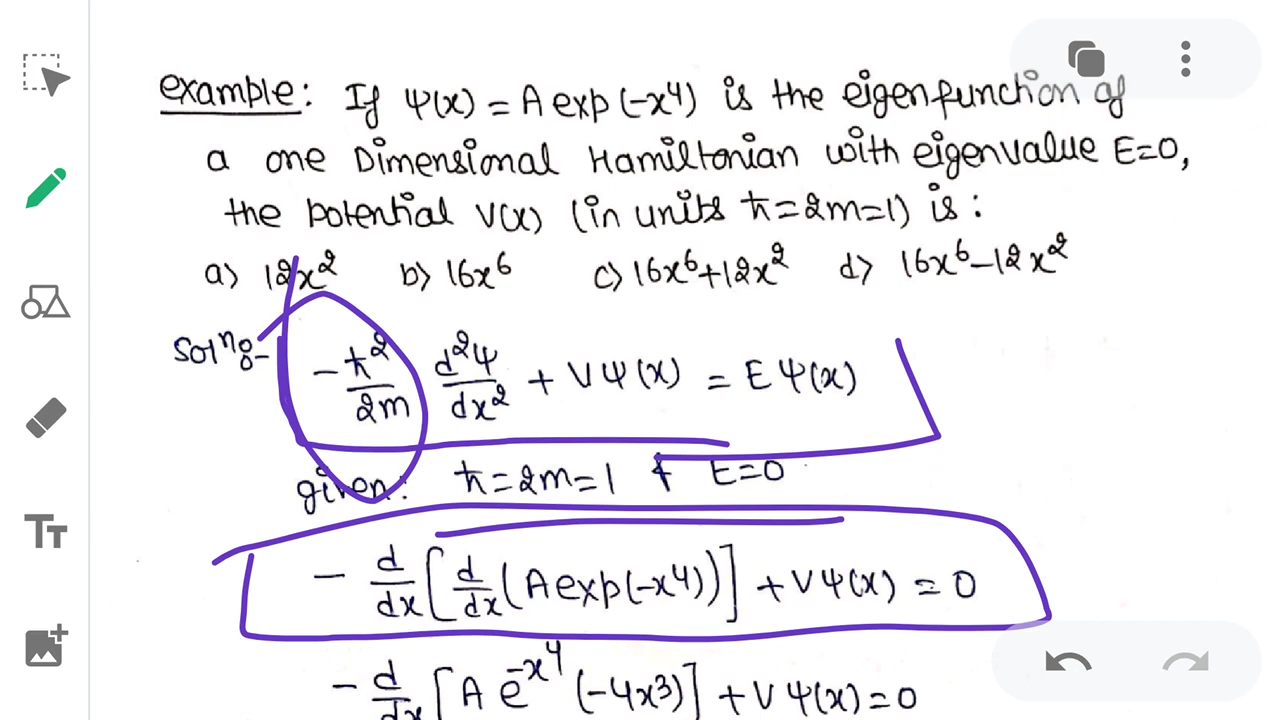 example: If Ψ(x) = A exp(-x⁴) is the eigenfunction of
a one Dimensional Hamiltonian with eigenvalue E=0,
the potential V(x) (in units ħ=2m=1) is:
a) 12x² b) 16x⁶ c) 16x⁶+12x² d) 16x⁶-12x²
Solⁿ:- -ħ²/2m d²Ψ/dx² + VΨ(x) = EΨ(x)
given: ħ=2m=1 & E=0
- d/dx [d/dx (A exp(-x⁴))] + VΨ(x) = 0
- d/dx [A e^-x⁴ (-4x³)] + VΨ(x) = 0
TT